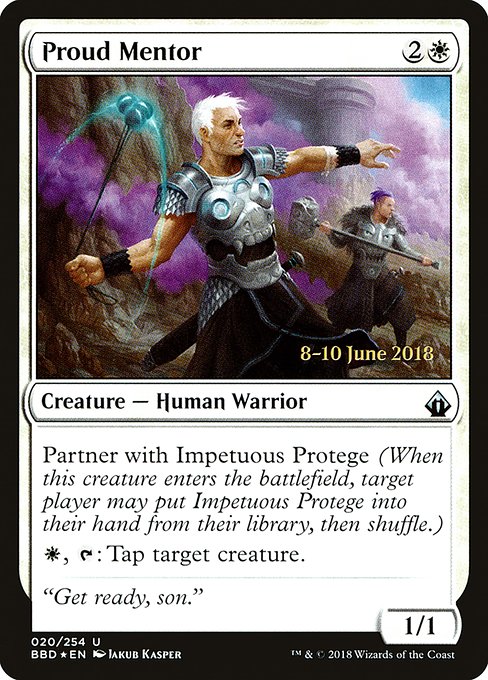 Proud Mentor 2
8–10 June 2018
Creature — Human Warrior
Partner with Impetuous Protege (When
this creature enters the battlefield, target
player may put Impetuous Protege into
their hand from their library, then shuffle.)
, : Tap target creature.
“Get ready, son.”
1/1
020/254 U
BBD ★ EN Jakub Kasper
™ & © 2018 Wizards of the Coast